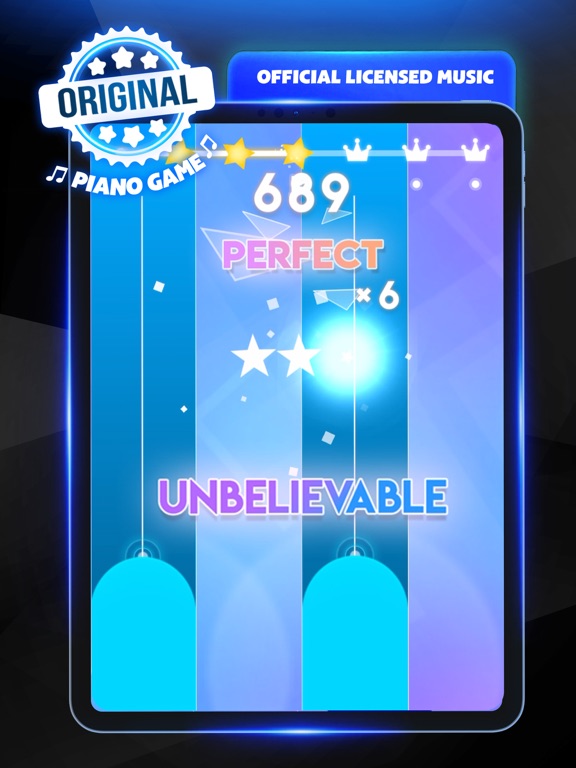 ORIGINAL
PIANO GAME
OFFICIAL LICENSED MUSIC
689
PERFECT
× 6
UNBELIEVABLE